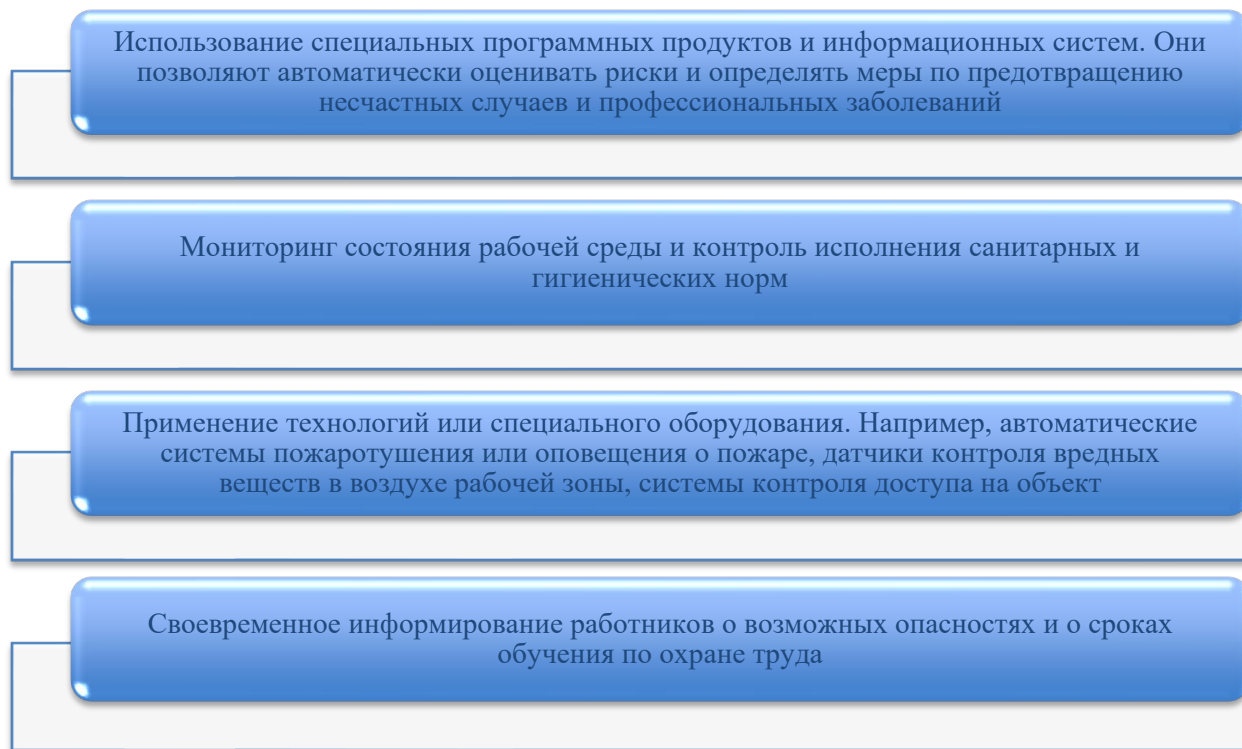 Использование специальных программных продуктов и информационных систем. Они
позволяют автоматически оценивать риски и определять меры по предотвращению
несчастных случаев и профессиональных заболеваний
Мониторинг состояния рабочей среды и контроль исполнения санитарных и
гигиенических норм
Применение технологий или специального оборудования. Например, автоматические
системы пожаротушения или оповещения о пожаре, датчики контроля вредных
веществ в воздухе рабочей зоны, системы контроля доступа на объект
Своевременное информирование работников о возможных опасностях и о сроках
обучения по охране труда